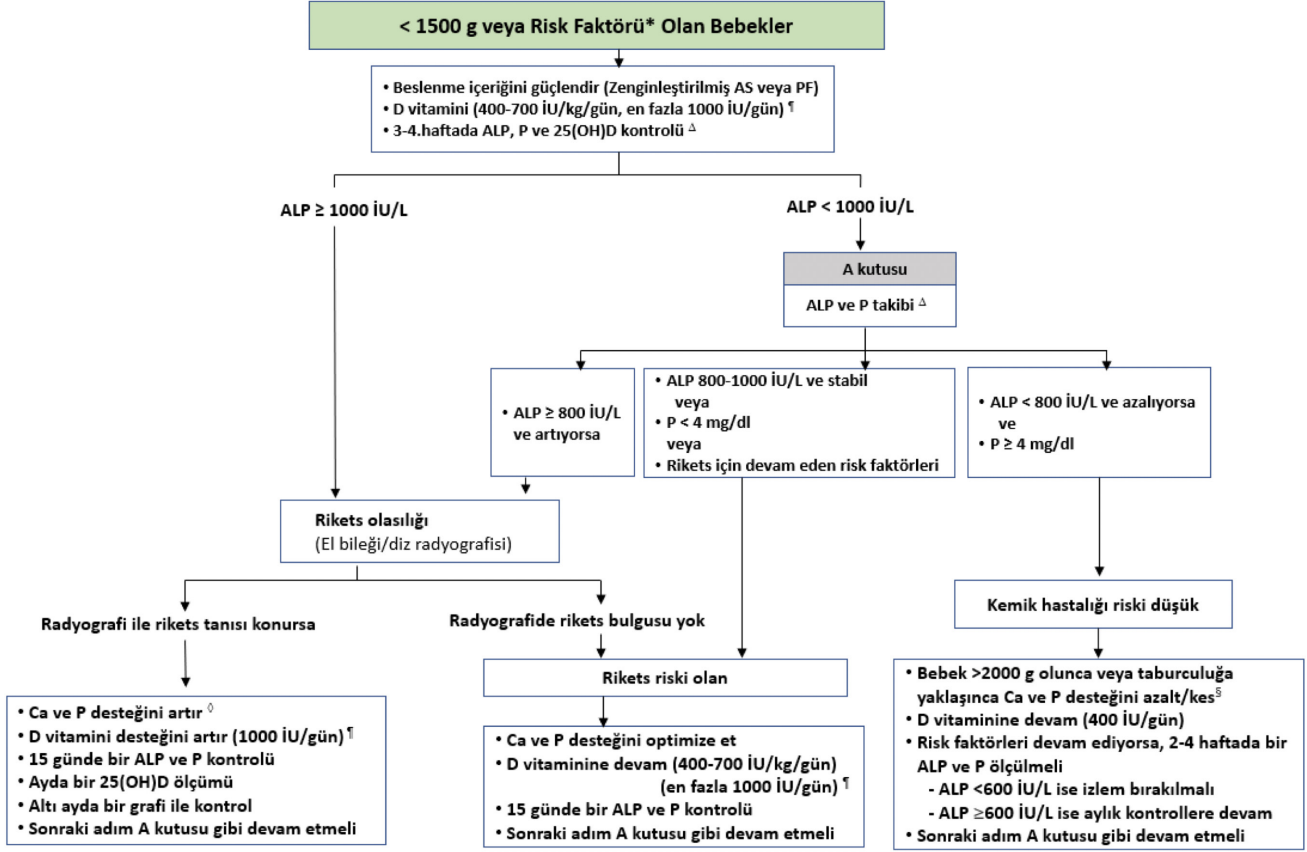 < 1500 g veya Risk Faktörü* Olan Bebekler
• Beslenme içeriğini güçlendir (Zenginleştirilmiş AS veya PF)
• D vitamini (400-700 İU/kg/gün, en fazla 1000 İU/gün) ¶
• 3-4.haftada ALP, P ve 25(OH)D kontrolü Δ
ALP ≥ 1000 İU/L
ALP < 1000 İU/L
A kutusu
ALP ve P takibi Δ
• ALP ≥ 800 İU/L
ve artıyorsa
• ALP 800-1000 İU/L ve stabil
veya
• P < 4 mg/dl
veya
• Rikets için devam eden risk faktörleri
• ALP < 800 İU/L ve azalıyorsa
ve
• P ≥ 4 mg/dl
Rikets olasılığı
(El bileği/diz radyografisi)
Radyografi ile rikets tanısı konursa
Radyografide rikets bulgusu yok
Kemik hastalığı riski düşük
Rikets riski olan
• Ca ve P desteğini artır ◊
• D vitamini desteğini artır (1000 İU/gün) ¶
• 15 günde bir ALP ve P kontrolü
• Ayda bir 25(OH)D ölçümü
• Altı ayda bir grafi ile kontrol
• Sonraki adım A kutusu gibi devam etmeli
• Ca ve P desteğini optimize et
• D vitaminine devam (400-700 İU/kg/gün)
(en fazla 1000 İU/gün) ¶
• 15 günde bir ALP ve P kontrolü
• Sonraki adım A kutusu gibi devam etmeli
• Bebek >2000 g olunca veya taburculuğa
yaklaşınca Ca ve P desteğini azalt/kes§
• D vitaminine devam (400 İU/gün)
• Risk faktörleri devam ediyorsa, 2-4 haftada bir
ALP ve P ölçülmeli
- ALP <600 İU/L ise izlem bırakılmalı
- ALP ≥600 İU/L ise aylık kontrollere devam
• Sonraki adım A kutusu gibi devam etmeli